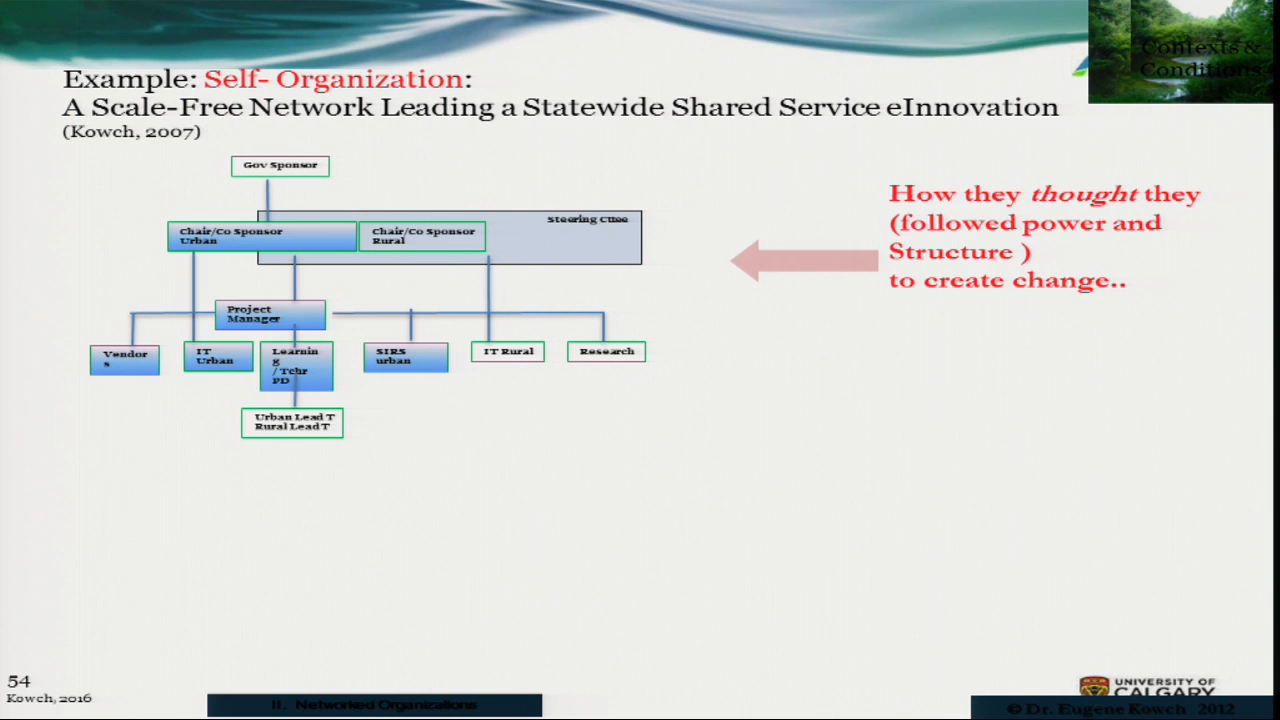 Contexts &
Conditions
Example: Self- Organization:
A Scale-Free Network Leading a Statewide Shared Service eInnovation
(Kowch, 2007)
Gov Sponsor
Steering Cttee
Chair/Co Sponsor
Urban
Chair/Co Sponsor
Rural
How they thought they
(followed power and
Structure )
to create change..
Project
Manager
Vendor
s
IT
Urban
Learnin
g
/ Tchr
PD
SIRS
urban
IT Rural
Research
Urban Lead T
Rural Lead T
54
Kowch, 2016
II. Networked Organizations
UNIVERSITY OF
CALGARY
© Dr. Eugene Kowch 2012